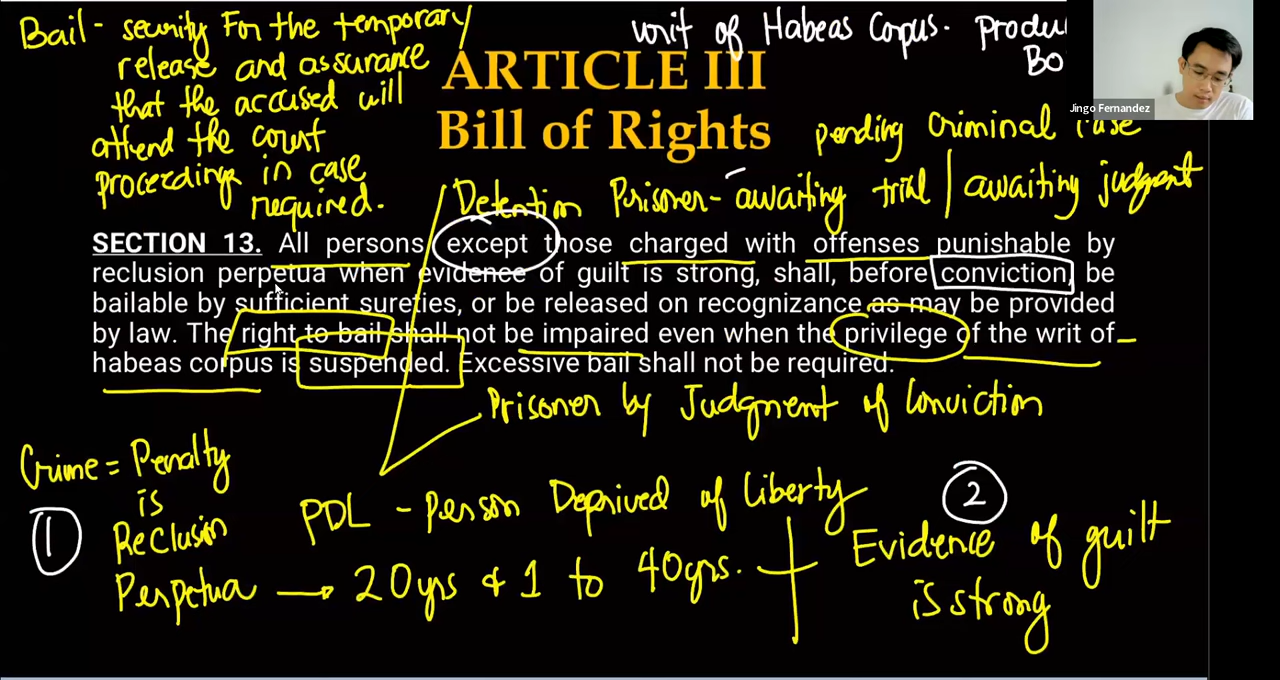 Bail - security For the temporary
release and assurance
that the accused will
attend the court
proceedings in case
required.
writ of Habeas Corpus.
Jingo Fernandez
ARTICLE III
Bill of Rights
pending criminal case
Detention Prisoner - awaiting trial | awaiting judgment
SECTION 13. All persons except those charged with offenses punishable by
reclusion perpetua when evidence of guilt is strong, shall, before conviction, be
bailable by sufficient sureties, or be released on recognizance as may be provided
by law. The right to bail shall not be impaired even when the privilege of the writ of
habeas corpus is suspended. Excessive bail shall not be required.
Prisoner by Judgment of Conviction
Crime = Penalty
is
Reclusion
Perpetua → 20yrs & 1 to 40yrs.
1
PDL - Person Deprived of liberty
2
Evidence of guilt
is strong